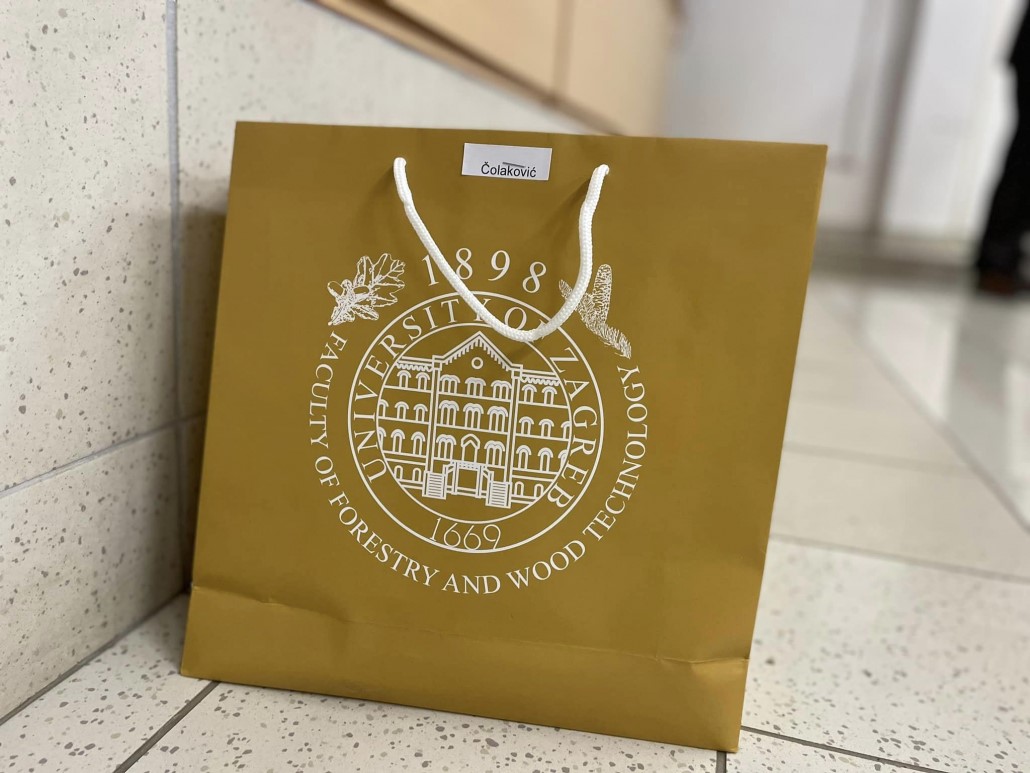 Čolaković
1898
UNIVERSITY OF ZAGREB
1669
FACULTY OF FORESTRY AND WOOD TECHNOLOGY